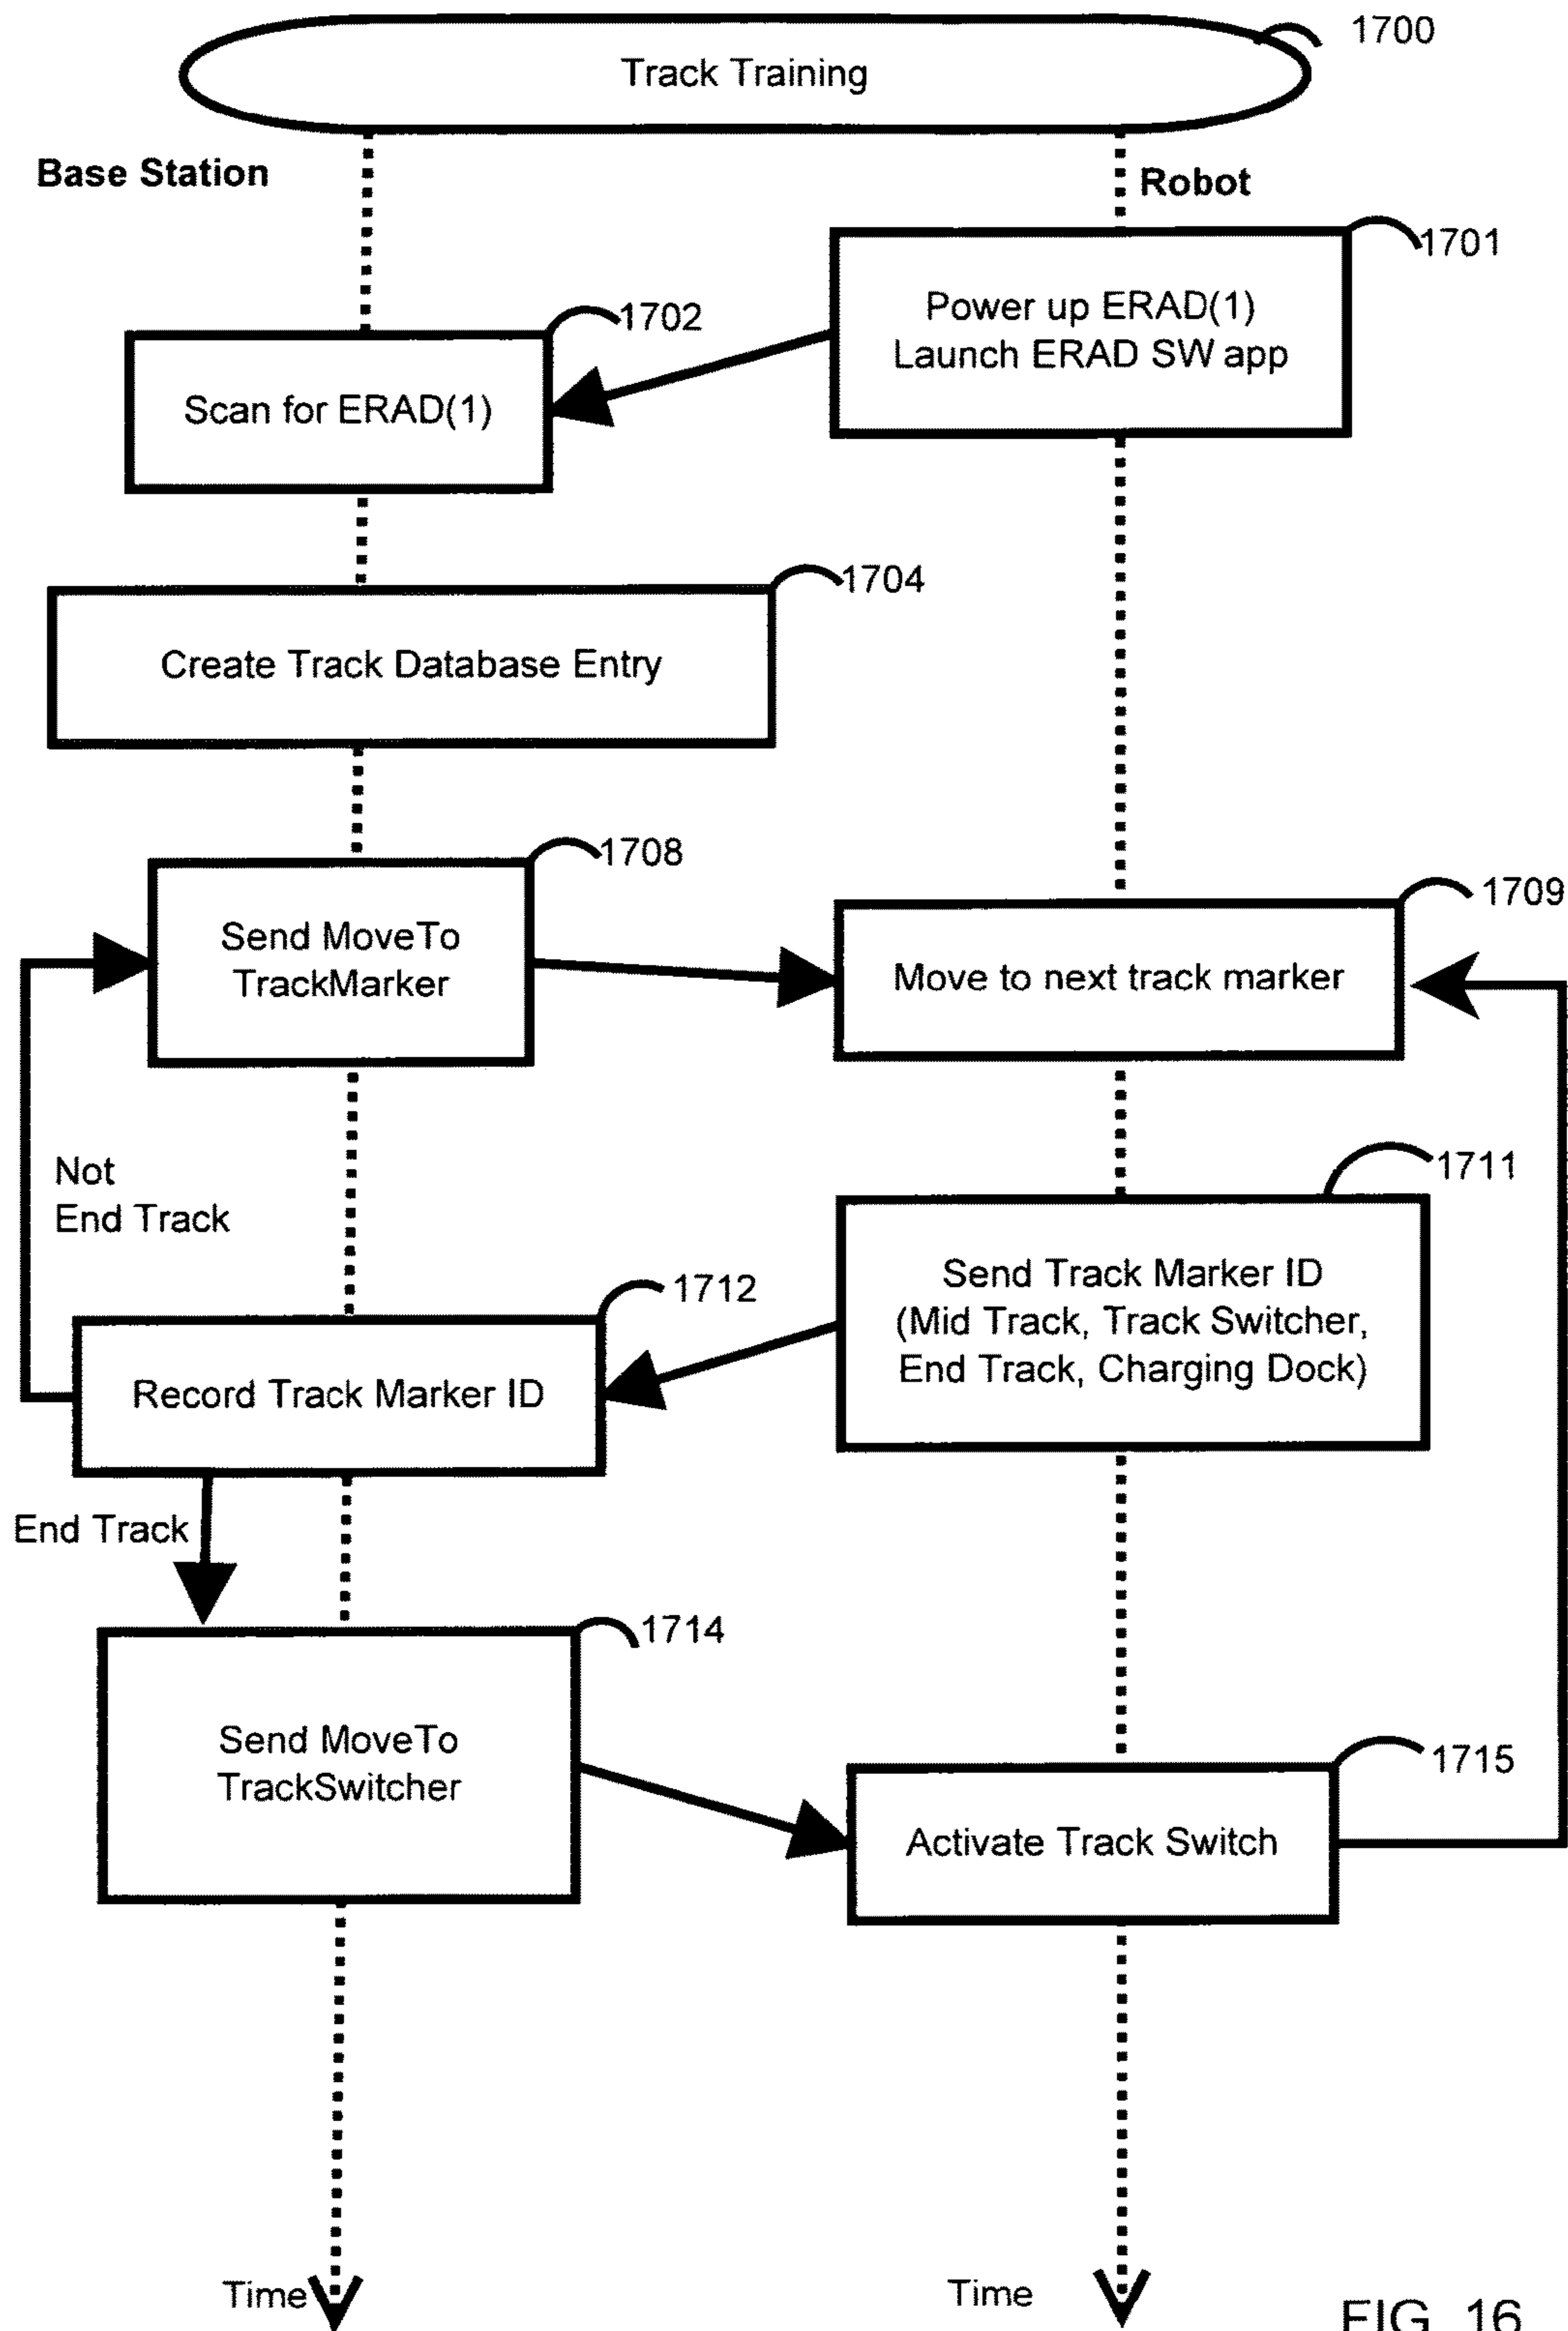 1700
Track Training
Base Station
Robot
1701
Power up ERAD(1)
Launch ERAD SW app
1702
Scan for ERAD(1)
1704
Create Track Database Entry
1708
Send MoveTo
TrackMarker
1709
Move to next track marker
Not
End Track
1711
Send Track Marker ID
(Mid Track, Track Switcher,
End Track, Charging Dock)
1712
Record Track Marker ID
End Track
1714
Send MoveTo
TrackSwitcher
1715
Activate Track Switch
Time
Time
FIG. 16